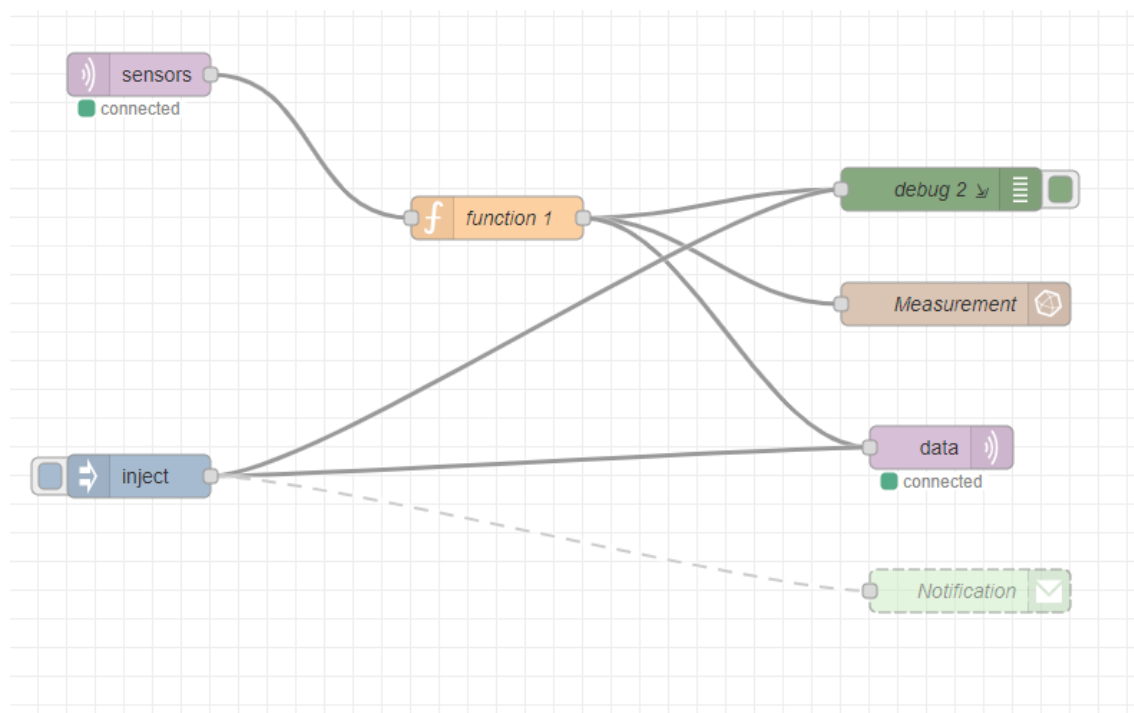 sensors
connected
debug 2
function 1
Measurement
data
inject
connected
Notification